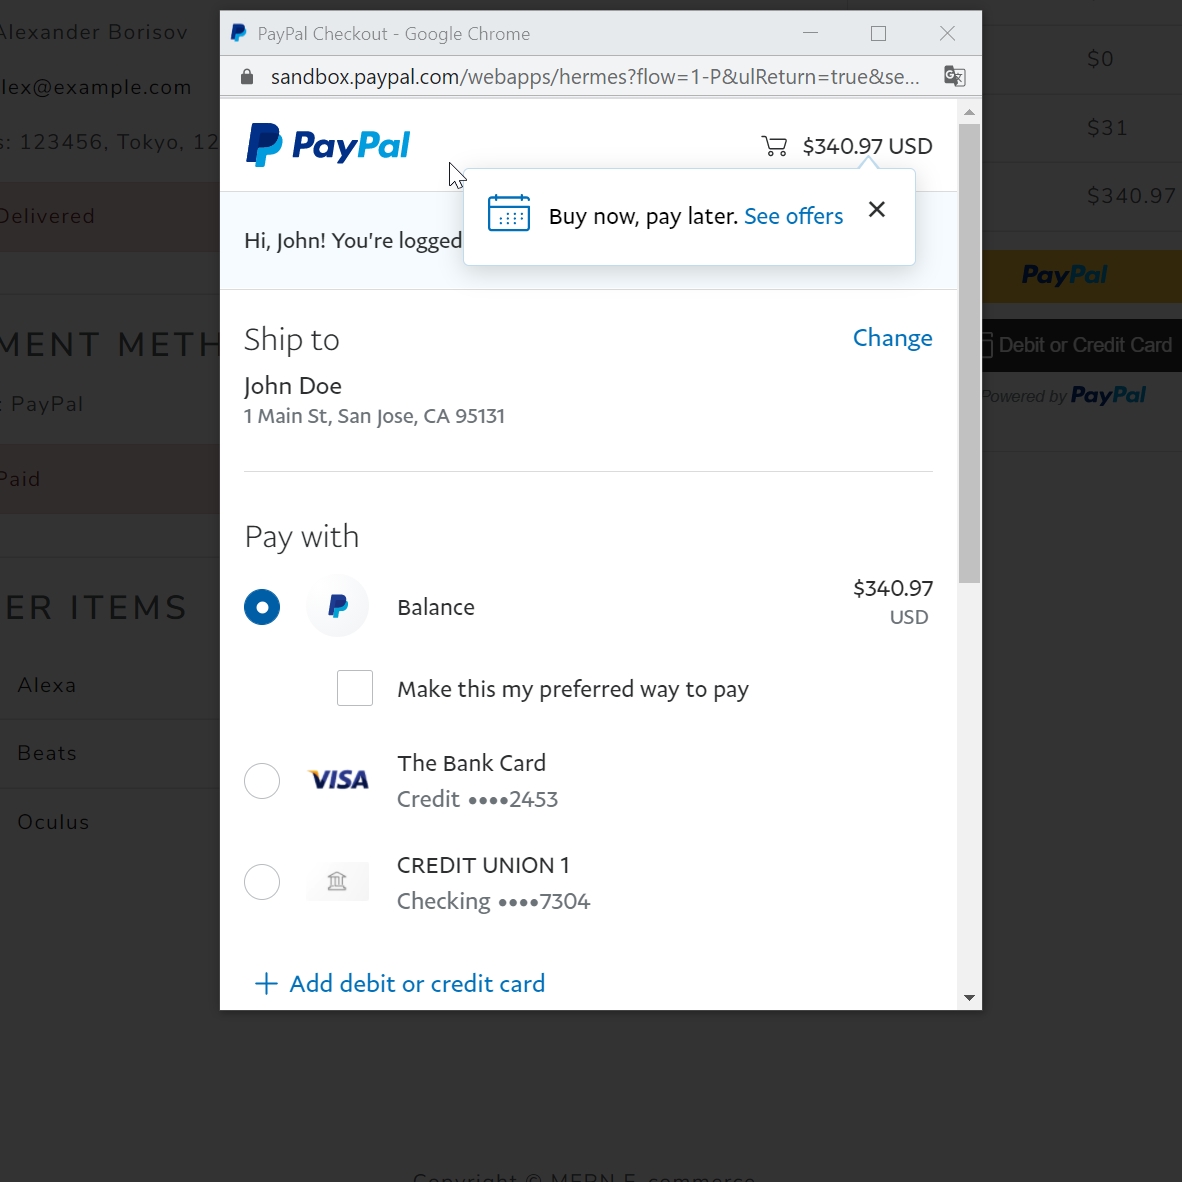 PayPal Checkout - Google Chrome
sandbox.paypal.com/webapps/hermes?flow=1-P&ulReturn=true&se...
PayPal
$340.97 USD
Buy now, pay later. See offers
Hi, John! You're logged
Ship to
Change
John Doe
1 Main St, San Jose, CA 95131
Pay with
Balance
$340.97
USD
Make this my preferred way to pay
VISA
The Bank Card
Credit ••••2453
CREDIT UNION 1
Checking ••••7304
+ Add debit or credit card
Alexander Borisov
lex@example.com
s: 123456, Tokyo, 12
Delivered
MENT METH
: PayPal
Paid
ER ITEMS
Alexa
Beats
Oculus
$0
$31
$340.97
PayPal
Debit or Credit Card
Powered by PayPal
Copyright © MERN E-commerce